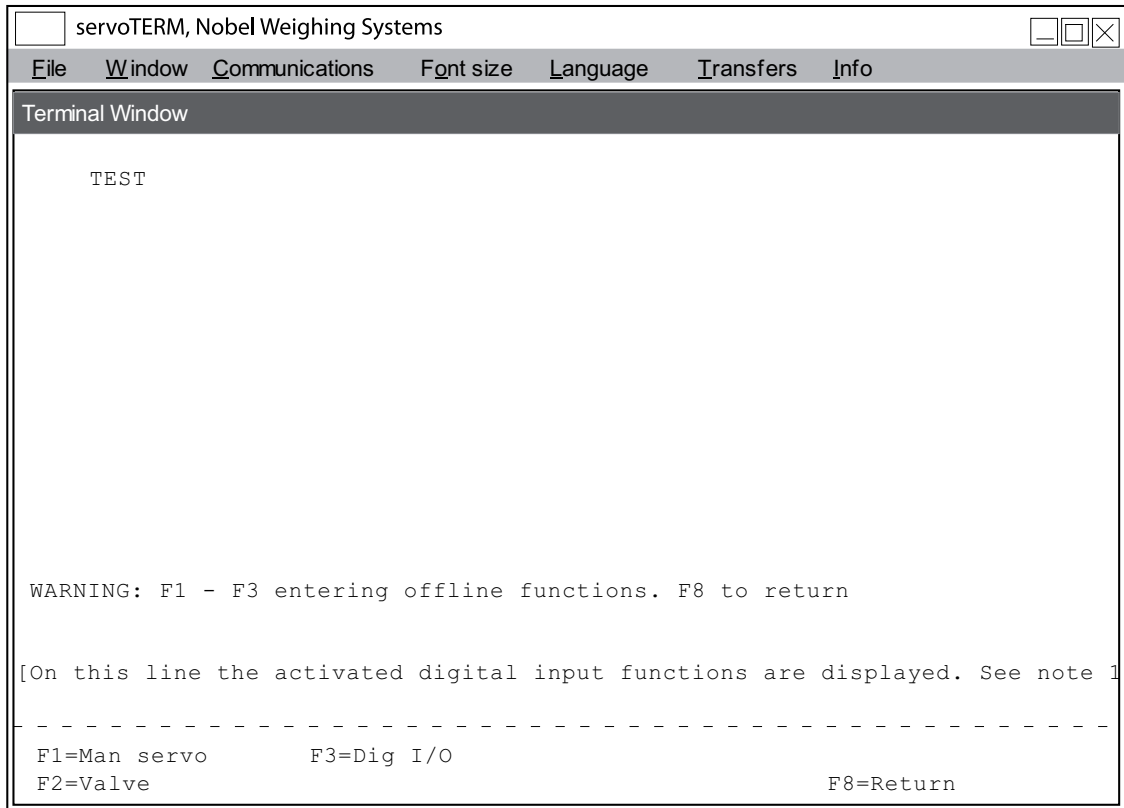 servoTERM, Nobel Weighing Systems
File Window Communications Font size Language Transfers Info
Terminal Window
TEST
WARNING: F1 - F3 entering offline functions. F8 to return
[On this line the activated digital input functions are displayed. See note 1
F1=Man servo F3=Dig I/O
F2=Valve F8=Return